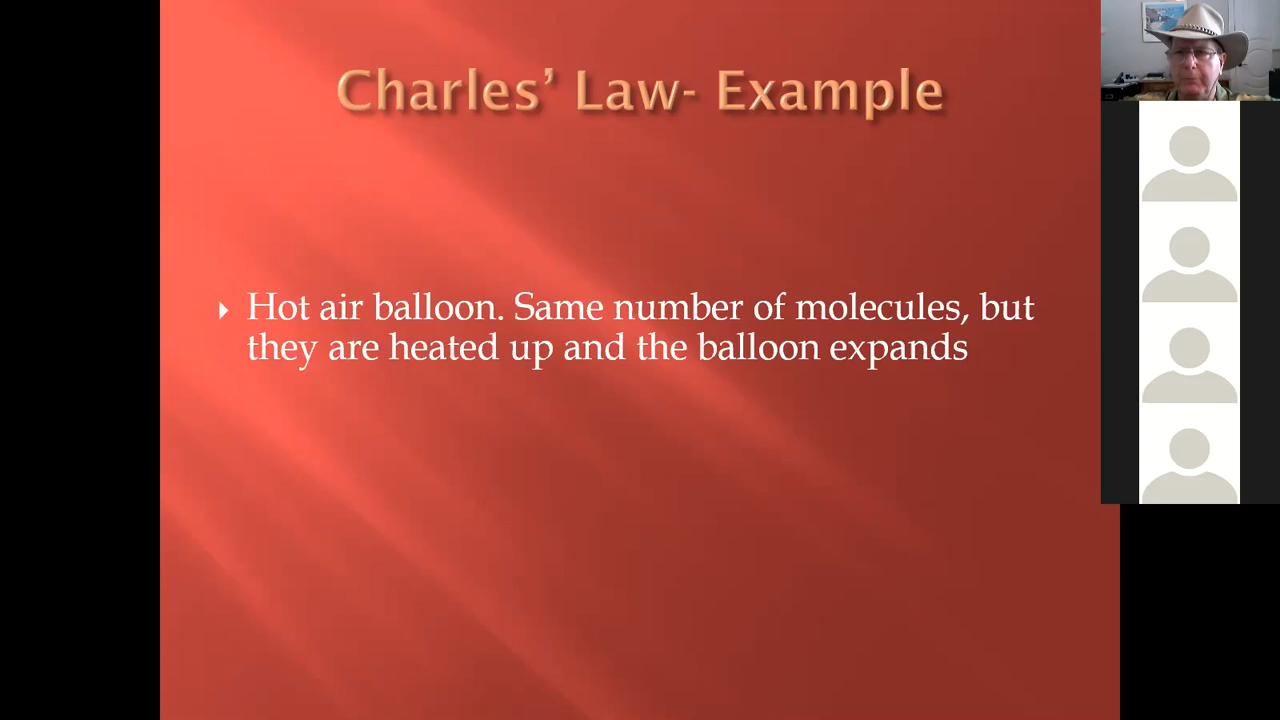 Charles’ Law- Example
Hot air balloon. Same number of molecules, but
they are heated up and the balloon expands